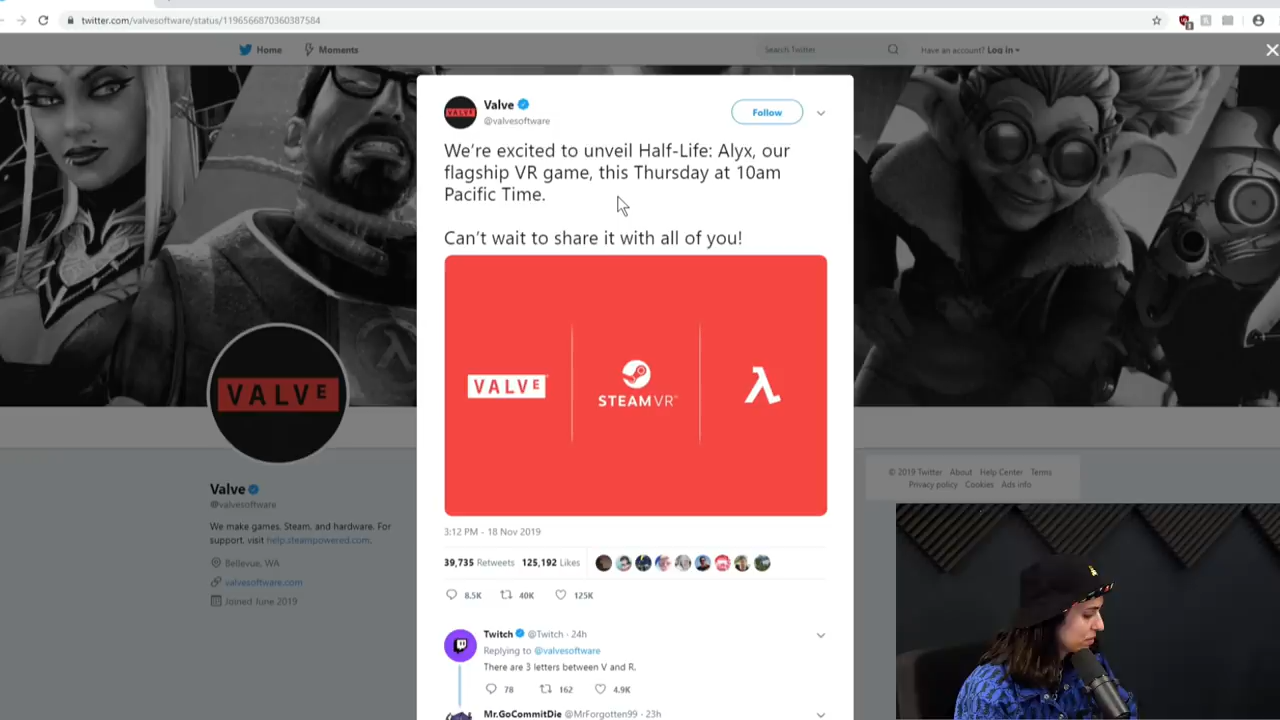 twitter.com/valvesoftware/status/1196566870360387584
Home
Moments
Search Twitter
Have an account? Log in
Valve
@valvesoftware
Follow
We're excited to unveil Half-Life: Alyx, our
flagship VR game, this Thursday at 10am
Pacific Time.
Can't wait to share it with all of you!
VALVE
STEAMVR™
λ
3:12 PM - 18 Nov 2019
39,735 Retweets 125,192 Likes
8.5K 40K 125K
Twitch @Twitch · 24h
Replying to @valvesoftware
There are 3 letters between V and R.
78 162 4.9K
Mr.GoCommitDie @MrForgotten99 · 23h
VALVE
VALVE
Valve
@valvesoftware
We make games, Steam, and hardware. For
support, visit help.steampowered.com.
Bellevue, WA
valvesoftware.com
Joined June 2019
© 2019 Twitter About Help Center Terms
Privacy policy Cookies Ads info